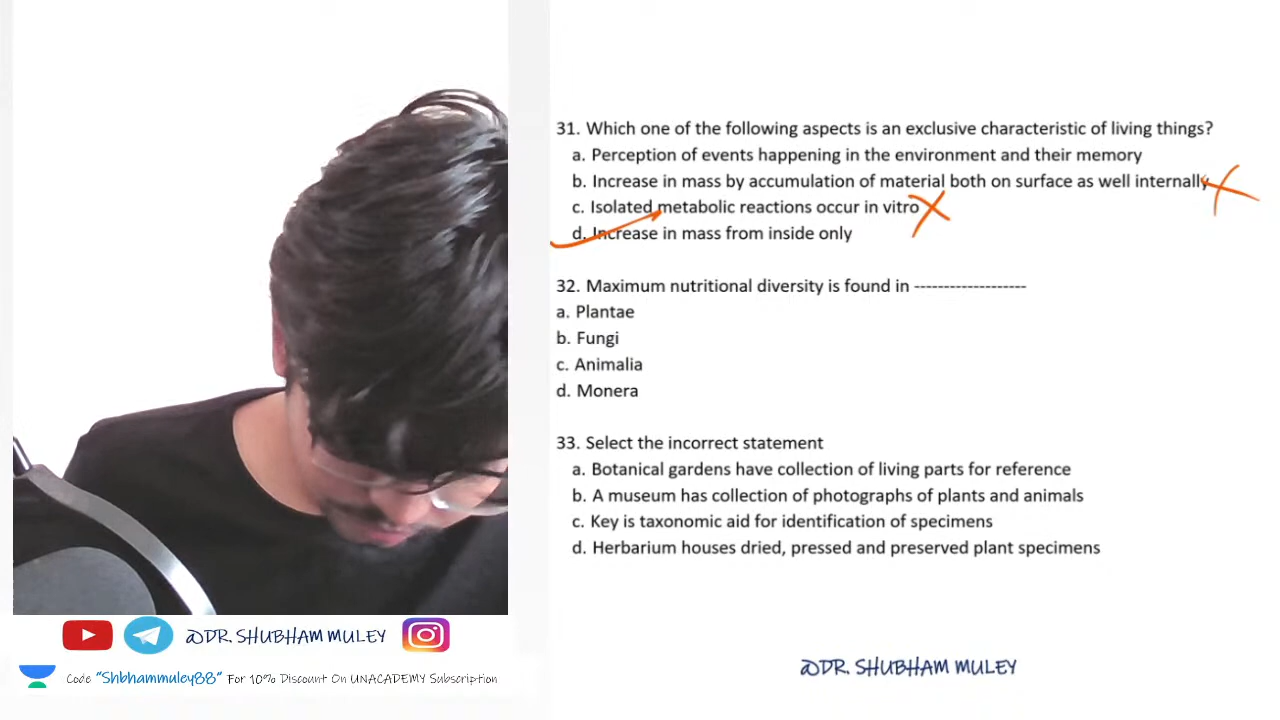 31. Which one of the following aspects is an exclusive characteristic of living things?
a. Perception of events happening in the environment and their memory
b. Increase in mass by accumulation of material both on surface as well internally
c. Isolated metabolic reactions occur in vitro
d. Increase in mass from inside only
32. Maximum nutritional diversity is found in -------------------
a. Plantae
b. Fungi
c. Animalia
d. Monera
33. Select the incorrect statement
a. Botanical gardens have collection of living parts for reference
b. A museum has collection of photographs of plants and animals
c. Key is taxonomic aid for identification of specimens
d. Herbarium houses dried, pressed and preserved plant specimens
@DR. SHUBHAM MULEY
Code "Shbhammuley88" For 10% Discount On UNACADEMY Subscription
@DR. SHUBHAM MULEY